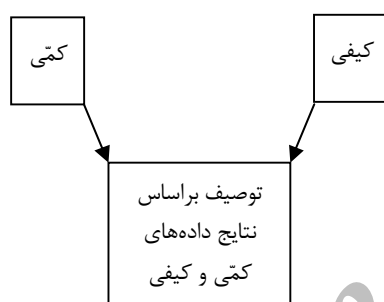 کیفی
کمّی
توصیف براساس
نتایج داده‌های
کمّی و کیفی